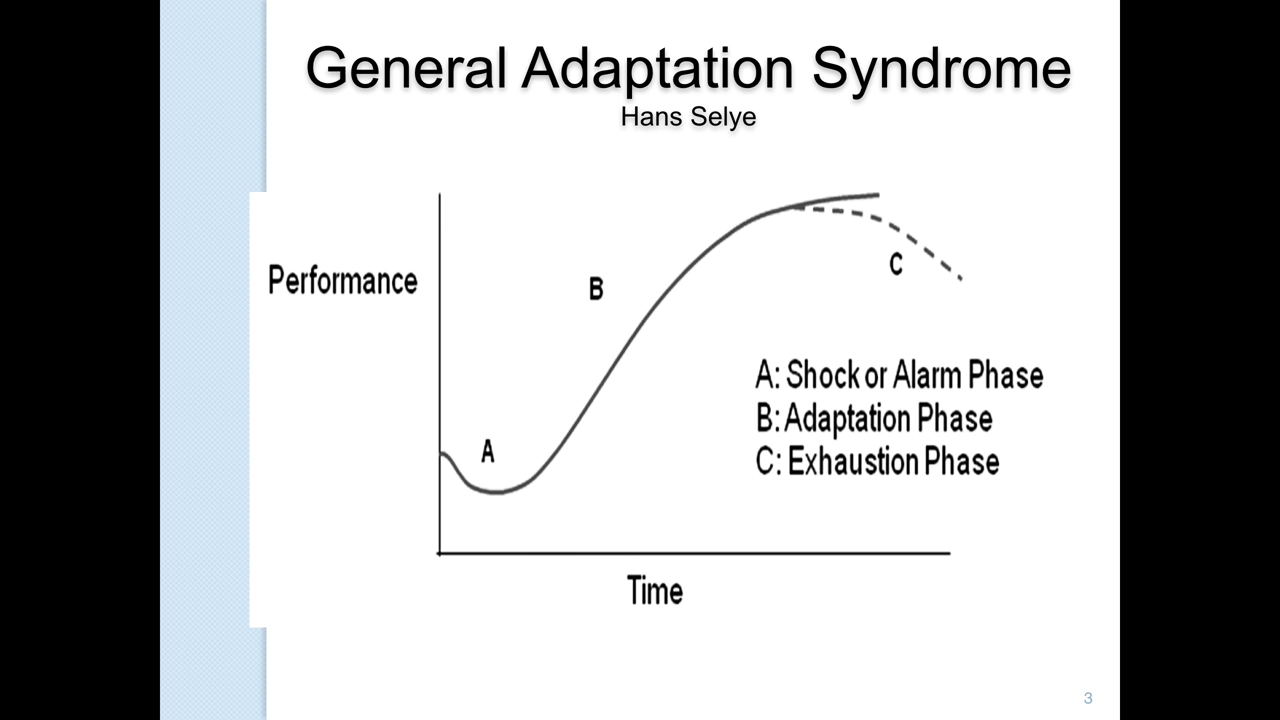 General Adaptation Syndrome
Hans Selye
Performance
B
C
A
A: Shock or Alarm Phase
B: Adaptation Phase
C: Exhaustion Phase
Time
3